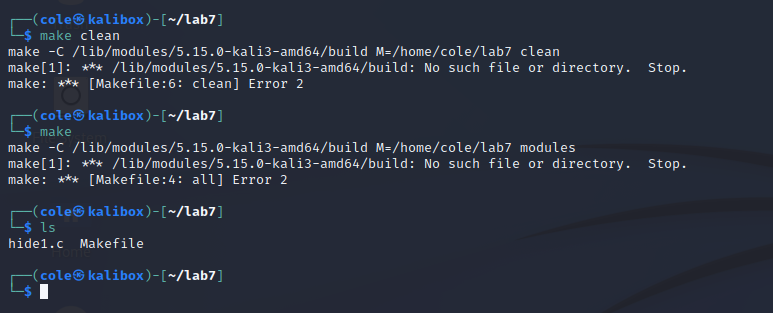 ┌──(cole㉿kalibox)-[~/lab7]
└─$ make clean
make -C /lib/modules/5.15.0-kali3-amd64/build M=/home/cole/lab7 clean
make[1]: *** /lib/modules/5.15.0-kali3-amd64/build: No such file or directory.  Stop.
make: *** [Makefile:6: clean] Error 2
┌──(cole㉿kalibox)-[~/lab7]
└─$ make
make -C /lib/modules/5.15.0-kali3-amd64/build M=/home/cole/lab7 modules
make[1]: *** /lib/modules/5.15.0-kali3-amd64/build: No such file or directory.  Stop.
make: *** [Makefile:4: all] Error 2
┌──(cole㉿kalibox)-[~/lab7]
└─$ ls
hide1.c  Makefile
┌──(cole㉿kalibox)-[~/lab7]
└─$